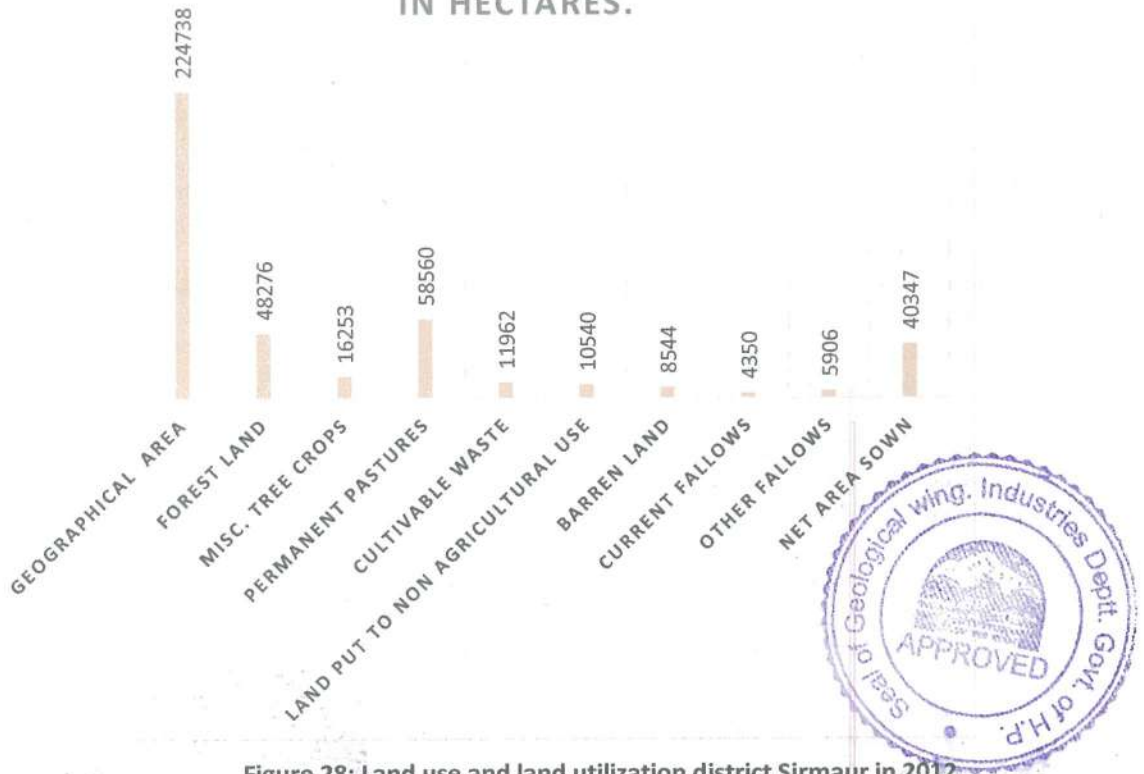 IN HECTARES.
224738
48276
16253
58560
11962
10540
8544
4350
5906
40347
GEOGRAPHICAL AREA
FOREST LAND
MISC. TREE CROPS
PERMANENT PASTURES
CULTIVABLE WASTE
LAND PUT TO NON AGRICULTURAL USE
BARREN LAND
CURRENT FALLOWS
OTHER FALLOWS
NET AREA SOWN
Seal of Geological wing. Industries Deptt. Govt. of H.P.
APPROVED
Figure 28: Land use and land utilization district Sirmaur in 2012